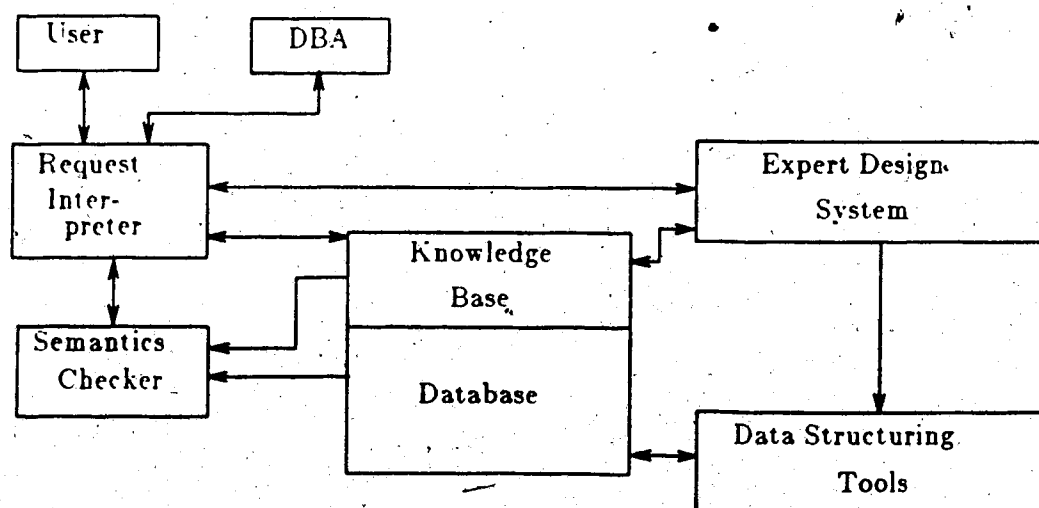 User
DBA
Request
Inter-
preter
Expert Design
System
Knowledge
Base
Semantics
Checker
Database
Data Structuring
Tools